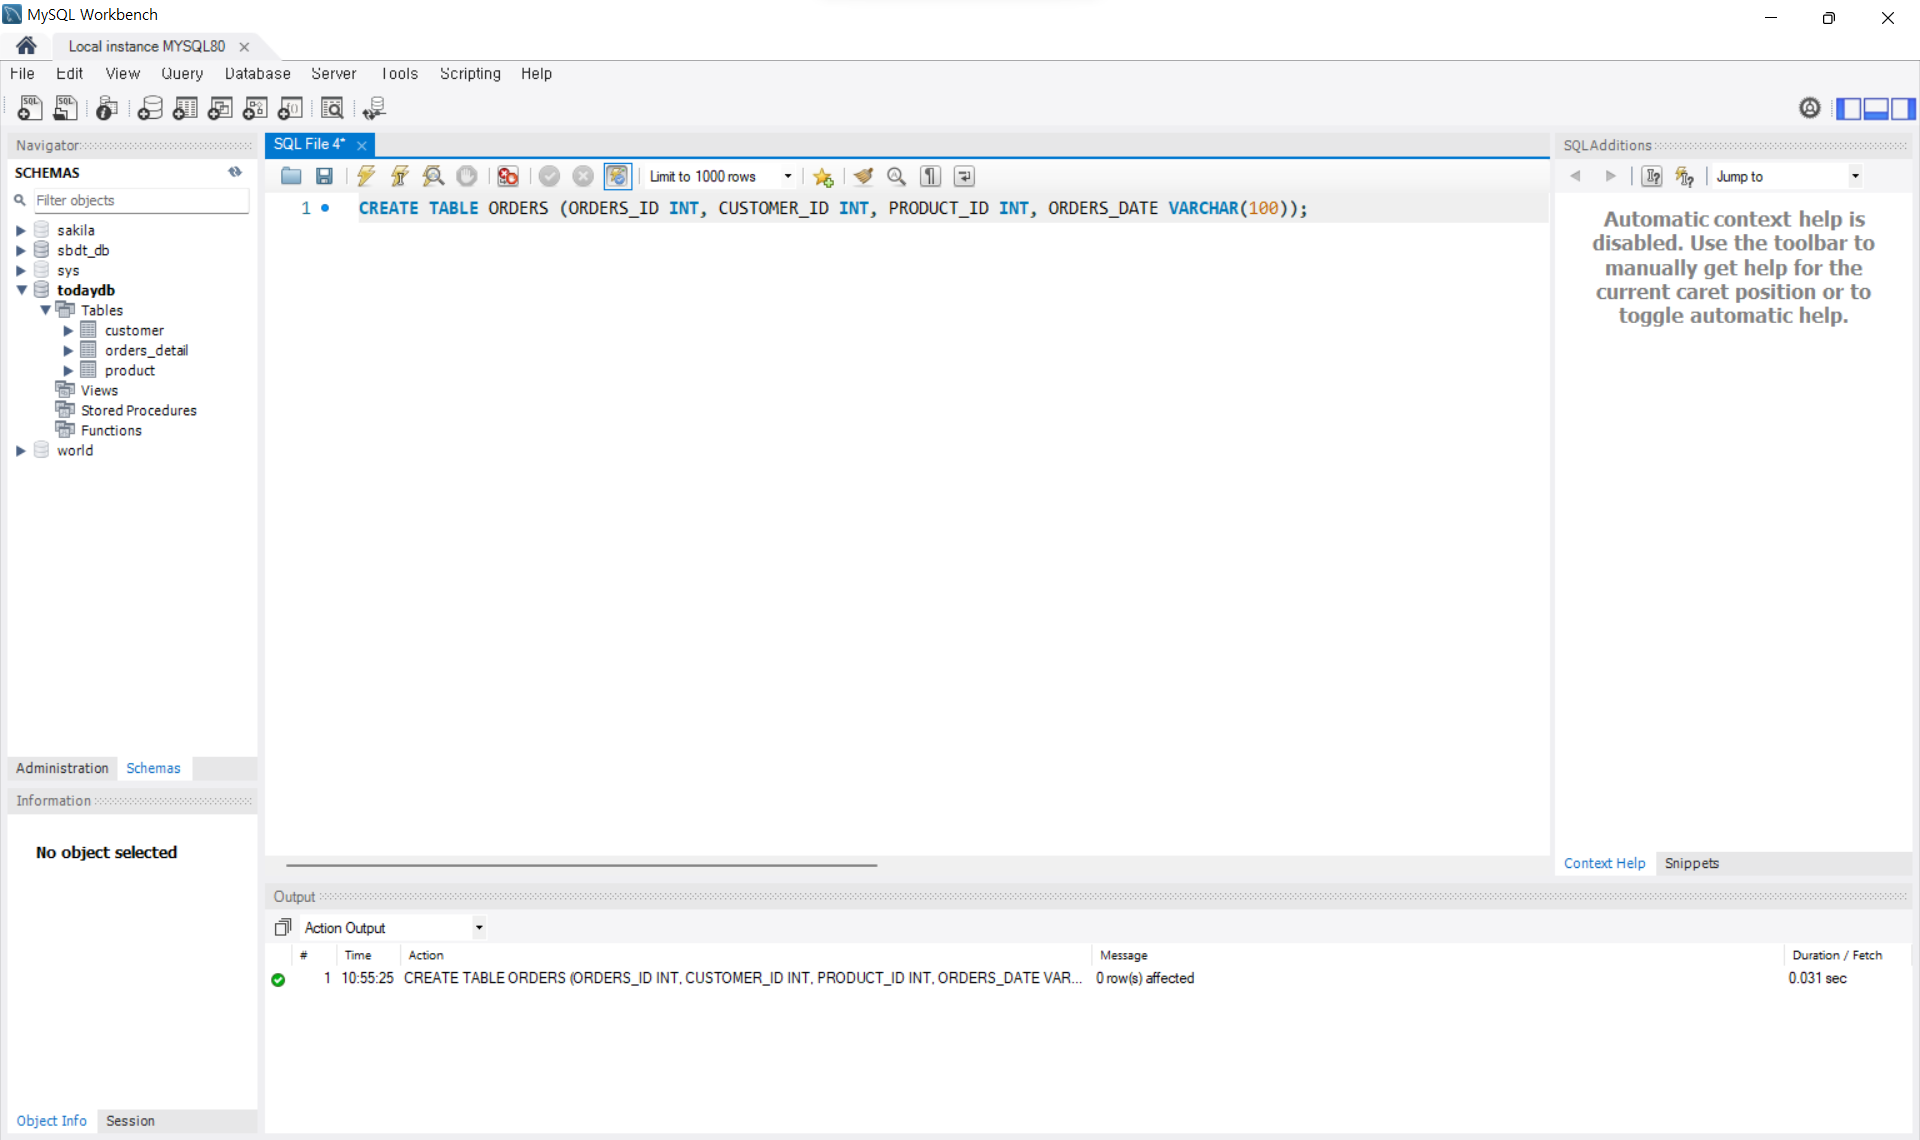 MySQL Workbench
Local instance MYSQL80
File Edit View Query Database Server Tools Scripting Help
Navigator
SCHEMAS
Filter objects
sakila
sbdt_db
sys
todaydb
Tables
customer
orders_detail
product
Views
Stored Procedures
Functions
world
Administration Schemas
Information
No object selected
Object Info Session
SQL File 4*
Limit to 1000 rows
1 CREATE TABLE ORDERS (ORDERS_ID INT, CUSTOMER_ID INT, PRODUCT_ID INT, ORDERS_DATE VARCHAR(100));
SQLAdditions
Jump to
Automatic context help is
disabled. Use the toolbar to
manually get help for the
current caret position or to
toggle automatic help.
Context Help Snippets
Output
Action Output
# Time Action Message Duration / Fetch
1 10:55:25 CREATE TABLE ORDERS (ORDERS_ID INT, CUSTOMER_ID INT, PRODUCT_ID INT, ORDERS_DATE VAR... 0 row(s) affected 0.031 sec